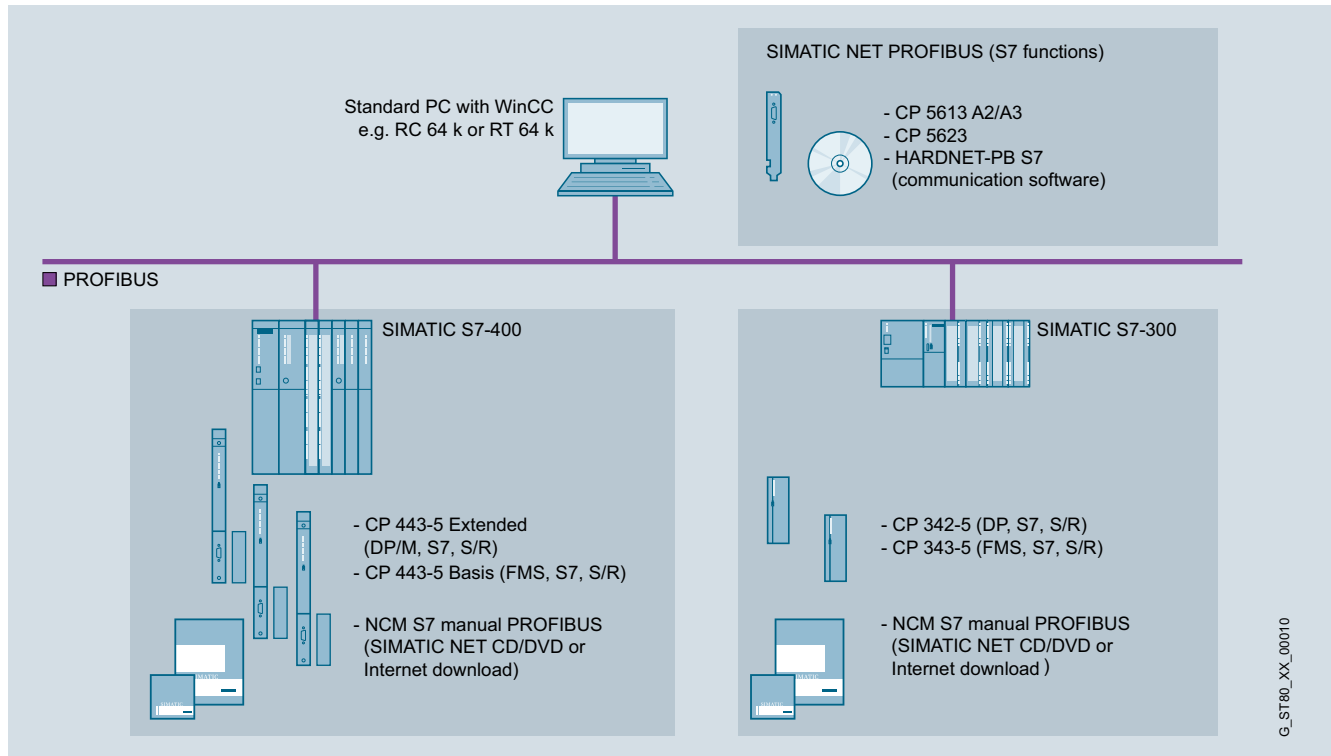 SIMATIC NET PROFIBUS (S7 functions)
Standard PC with WinCC
e.g. RC 64 k or RT 64 k
- CP 5613 A2/A3
- CP 5623
- HARDNET-PB S7
(communication software)
PROFIBUS
SIMATIC S7-400
- CP 443-5 Extended
(DP/M, S7, S/R)
- CP 443-5 Basis (FMS, S7, S/R)
- NCM S7 manual PROFIBUS
(SIMATIC NET CD/DVD or
Internet download)
SIMATIC
SIMATIC
SIMATIC S7-300
- CP 342-5 (DP, S7, S/R)
- CP 343-5 (FMS, S7, S/R)
- NCM S7 manual PROFIBUS
(SIMATIC NET CD/DVD or
Internet download )
SIMATIC
SIMATIC
G_ST80_XX_00010